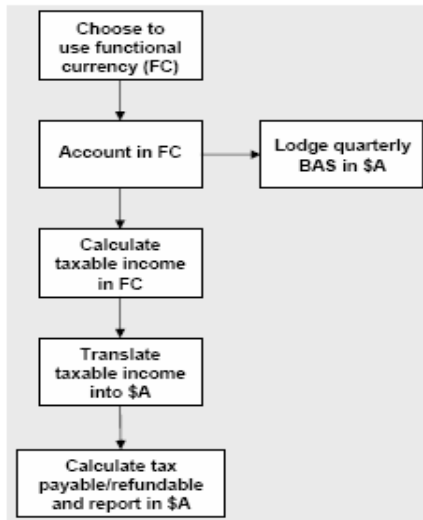 Choose to
use functional
currency (FC)
Account in FC
Lodge quarterly
BAS in $A
Calculate
taxable income
in FC
Translate
taxable income
into $A
Calculate tax
payable/refundable
and report in $A